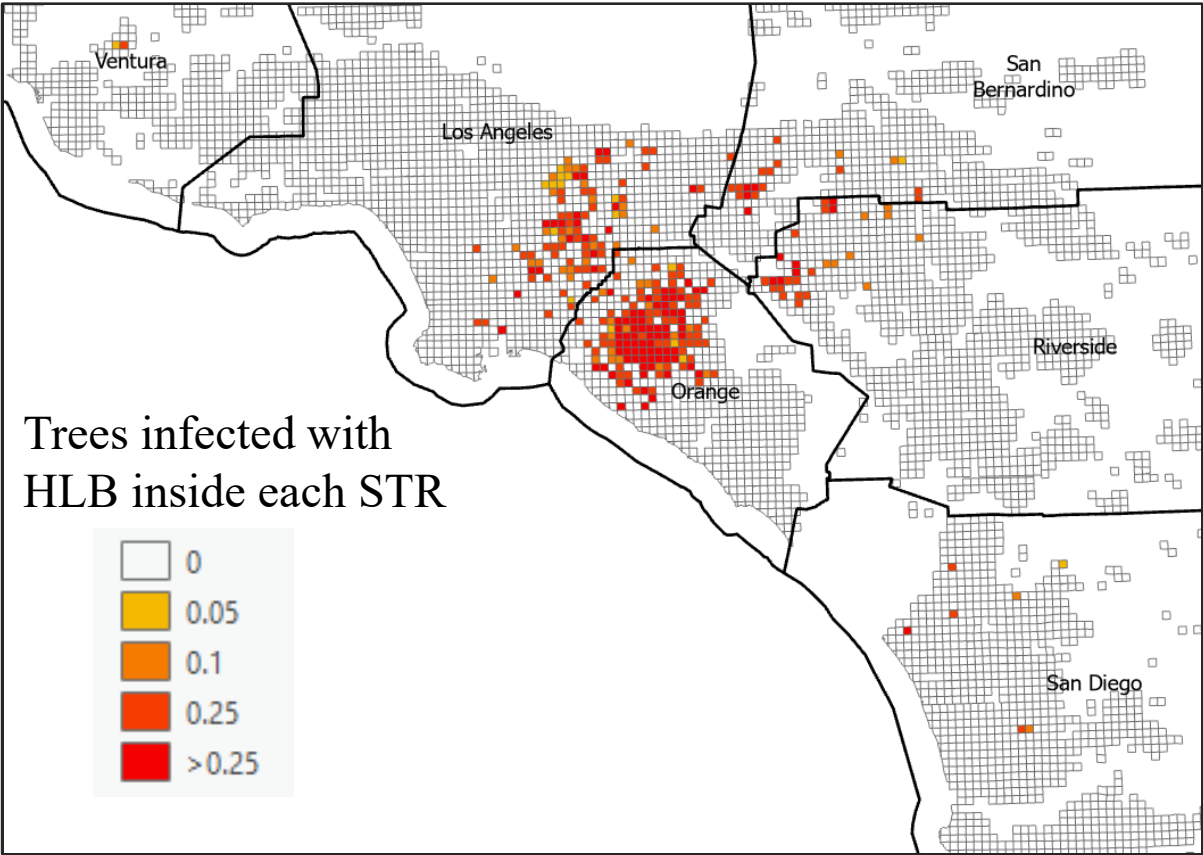 Ventura
San
Bernardino
Los Angeles
Riverside
Orange
Trees infected with
HLB inside each STR
0
0.05
0.1
0.25
>0.25
San Diego